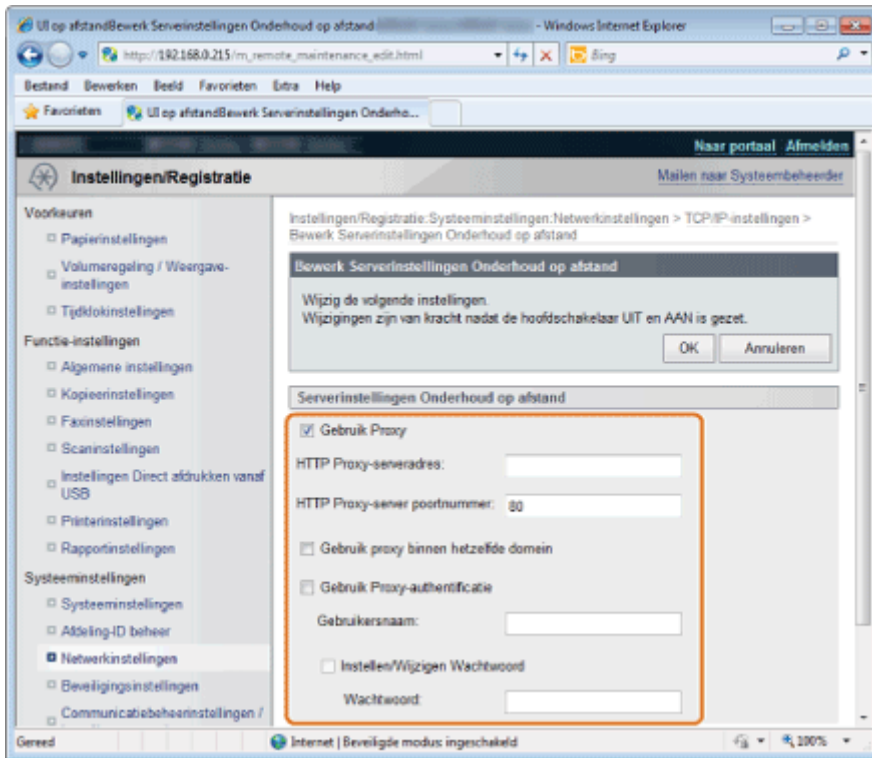 UI op afstandBewerk Serverinstellingen Onderhoud op afstand: - Windows Internet Explorer
http://192.168.0.215/m_remote_maintenance_edit.html
Bing
Bestand Bewerken Beeld Favorieten Extra Help
Favorieten UI op afstandBewerk Serverinstellingen Onderho...
Naar portaal Afmelden
Instellingen/Registratie
Mailen naar Systeembeheerder
Voorkeuren
Papierinstellingen
Volumeregeling / Weergave-
instellingen
Tijdklokinstellingen
Functie-instellingen
Algemene instellingen
Kopieerinstellingen
Faxinstellingen
Scaninstellingen
Instellingen Direct afdrukken vanaf
USB
Printerinstellingen
Rapportinstellingen
Systeeminstellingen
Systeeminstellingen
Afdeling-ID beheer
Netwerkinstellingen
Beveiligingsinstellingen
Communicatiebeheerinstellingen /
Instellingen/Registratie:Systeeminstellingen:Netwerkinstellingen > TCP/IP-instellingen >
Bewerk Serverinstellingen Onderhoud op afstand
Bewerk Serverinstellingen Onderhoud op afstand
Wijzig de volgende instellingen.
Wijzigingen zijn van kracht nadat de hoofdschakelaar UIT en AAN is gezet.
OK Annuleren
Serverinstellingen Onderhoud op afstand
Gebruik Proxy
HTTP Proxy-serveradres:
HTTP Proxy-server poortnummer: 80
Gebruik proxy binnen hetzelfde domein
Gebruik Proxy-authentificatie
Gebruikersnaam:
Instellen/Wijzigen Wachtwoord
Wachtwoord:
Gereed
Internet | Beveiligde modus: ingeschakeld
100%